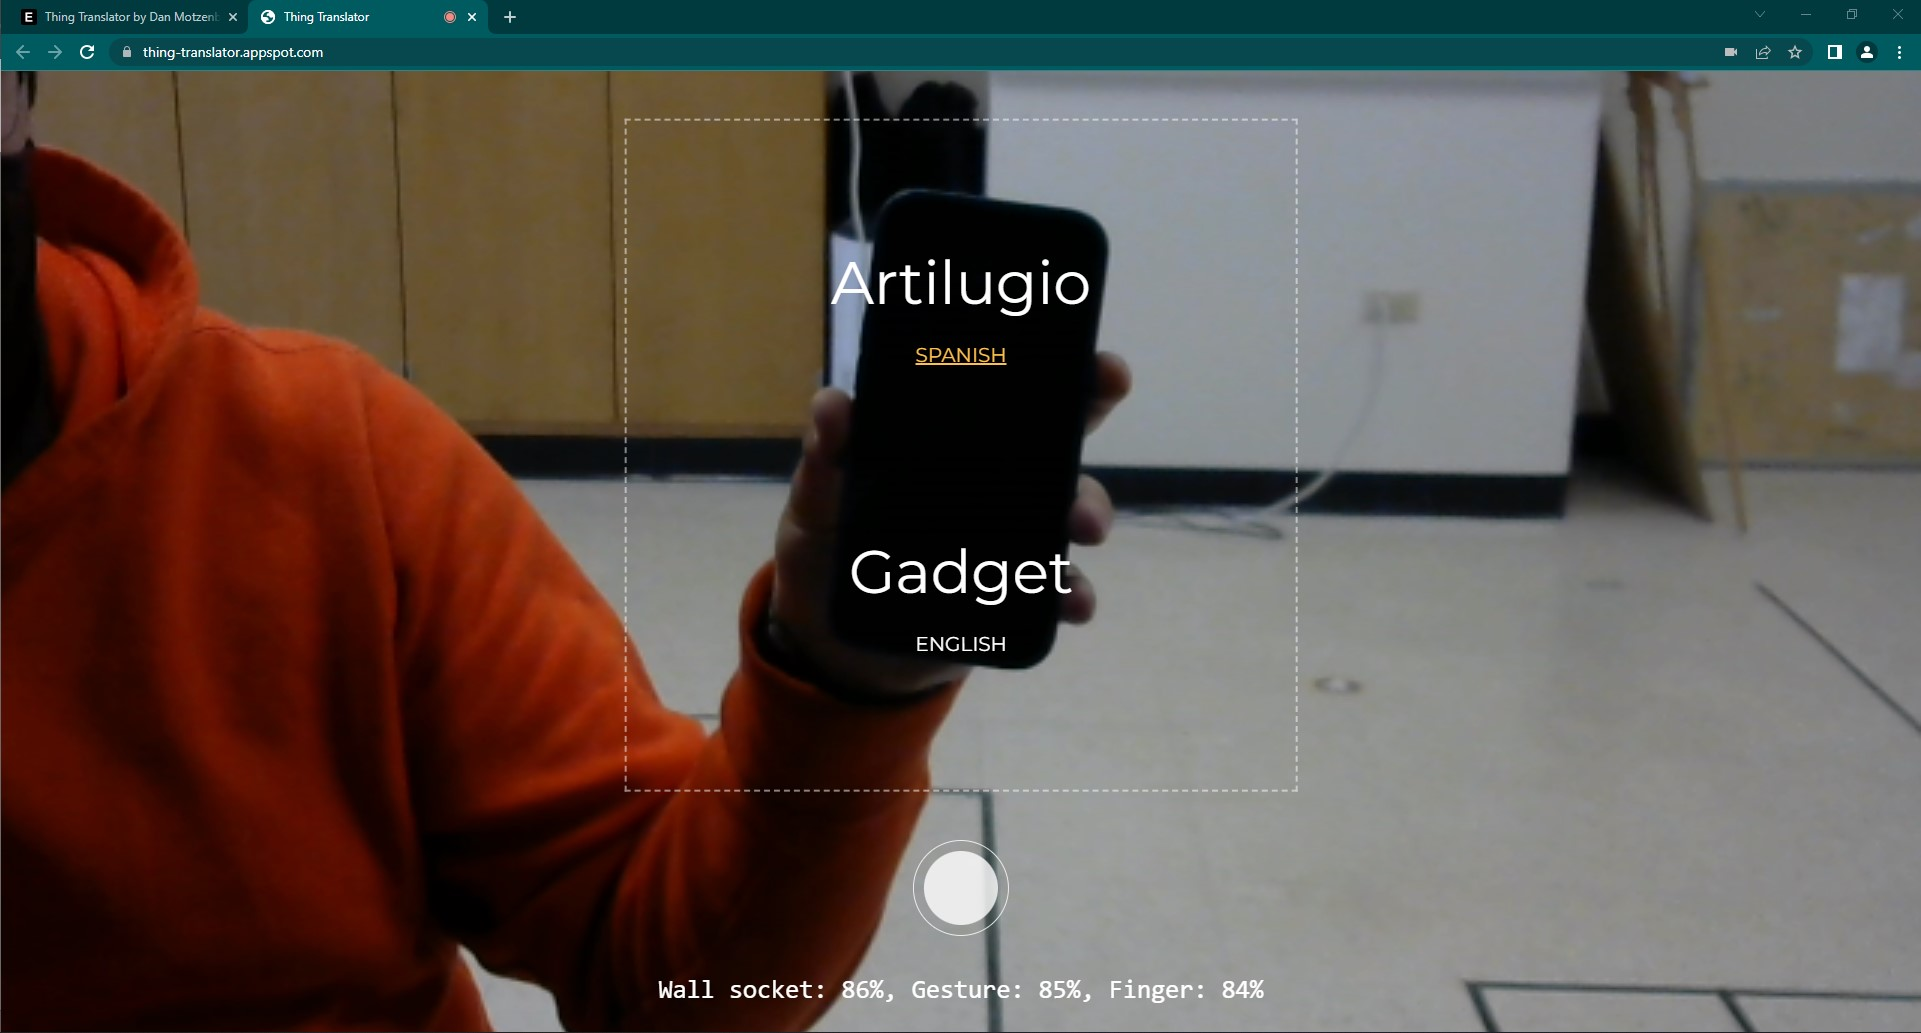 Thing Translator by Dan Motzenb
Thing Translator
thing-translator.appspot.com
Artilugio
SPANISH
Gadget
ENGLISH
Wall socket: 86%, Gesture: 85%, Finger: 84%